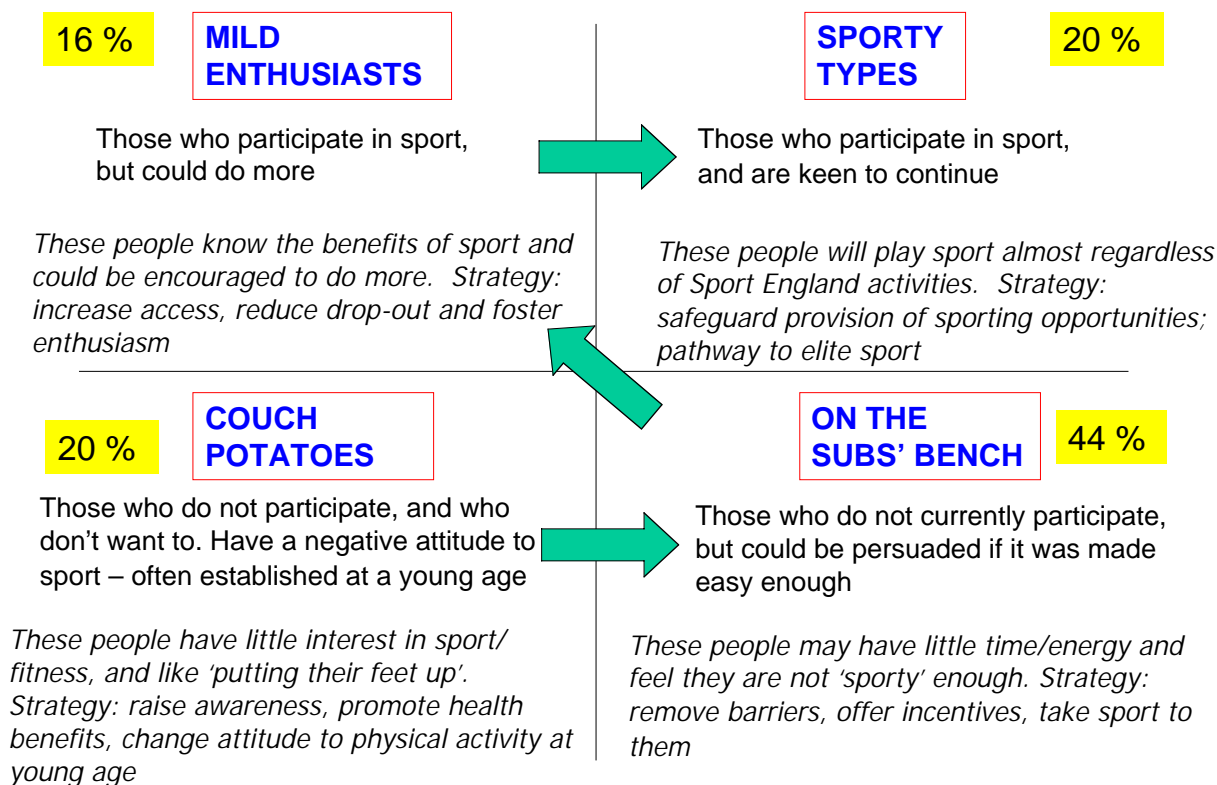 16 %
MILD
ENTHUSIASTS
Those who participate in sport,
but could do more
These people know the benefits of sport and
could be encouraged to do more.  Strategy:
increase access, reduce drop-out and foster
enthusiasm
SPORTY
TYPES
20 %
Those who participate in sport,
and are keen to continue
These people will play sport almost regardless
of Sport England activities.  Strategy:
safeguard provision of sporting opportunities;
pathway to elite sport
20 %
COUCH
POTATOES
Those who do not participate, and who
don’t want to. Have a negative attitude to
sport – often established at a young age
These people have little interest in sport/
fitness, and like ‘putting their feet up’.
Strategy: raise awareness, promote health
benefits, change attitude to physical activity at
young age
ON THE
SUBS’ BENCH
44 %
Those who do not currently participate,
but could be persuaded if it was made
easy enough
These people may have little time/energy and
feel they are not ‘sporty’ enough. Strategy:
remove barriers, offer incentives, take sport to
them